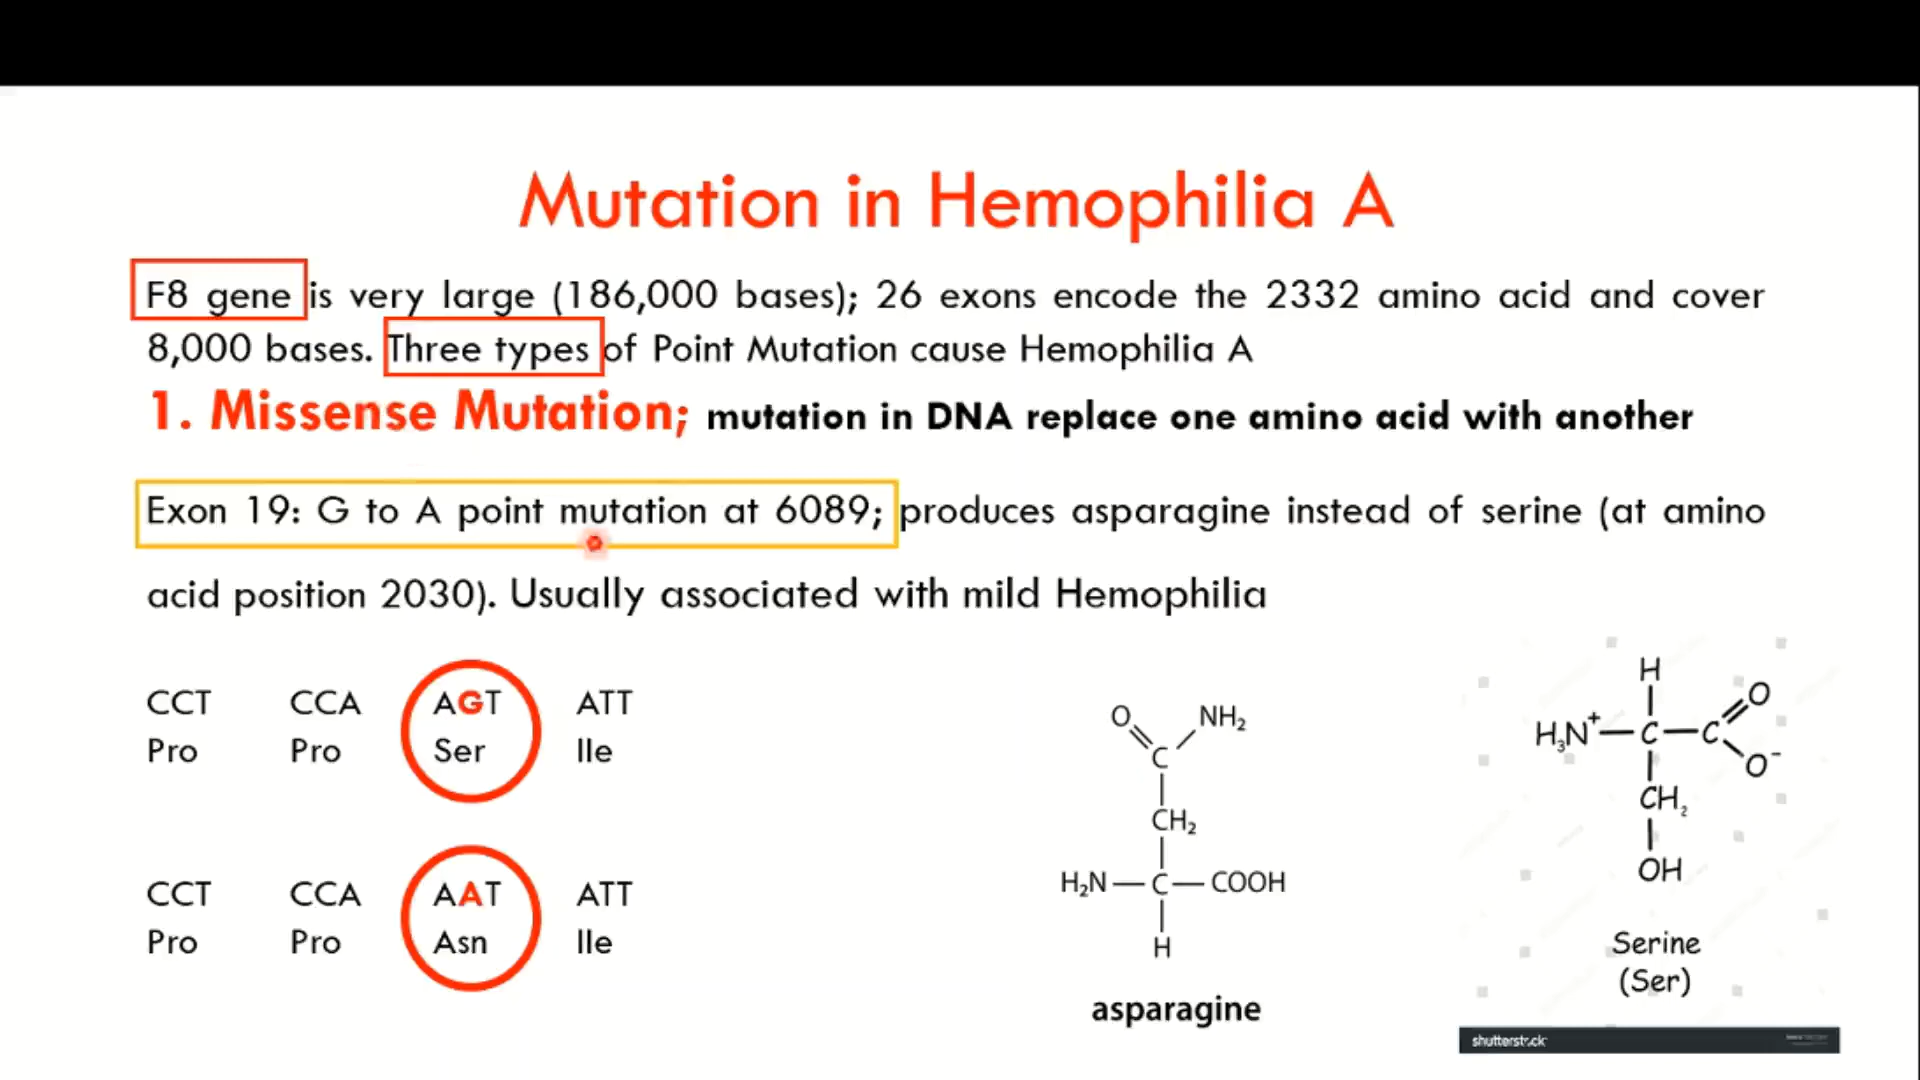 Mutation in Hemophilia A
F8 gene is very large (186,000 bases); 26 exons encode the 2332 amino acid and cover
8,000 bases. Three types of Point Mutation cause Hemophilia A
1. Missense Mutation; mutation in DNA replace one amino acid with another
Exon 19: G to A point mutation at 6089; produces asparagine instead of serine (at amino
acid position 2030). Usually associated with mild Hemophilia
CCT CCA AGT ATT
Pro Pro Ser Ile
CCT CCA AAT ATT
Pro Pro Asn Ile
O NH₂
C
CH₂
H₂N—C—COOH
H
asparagine
H
O
H₃N⁺—C—C
O⁻
CH₂
OH
Serine
(Ser)
shutterstock